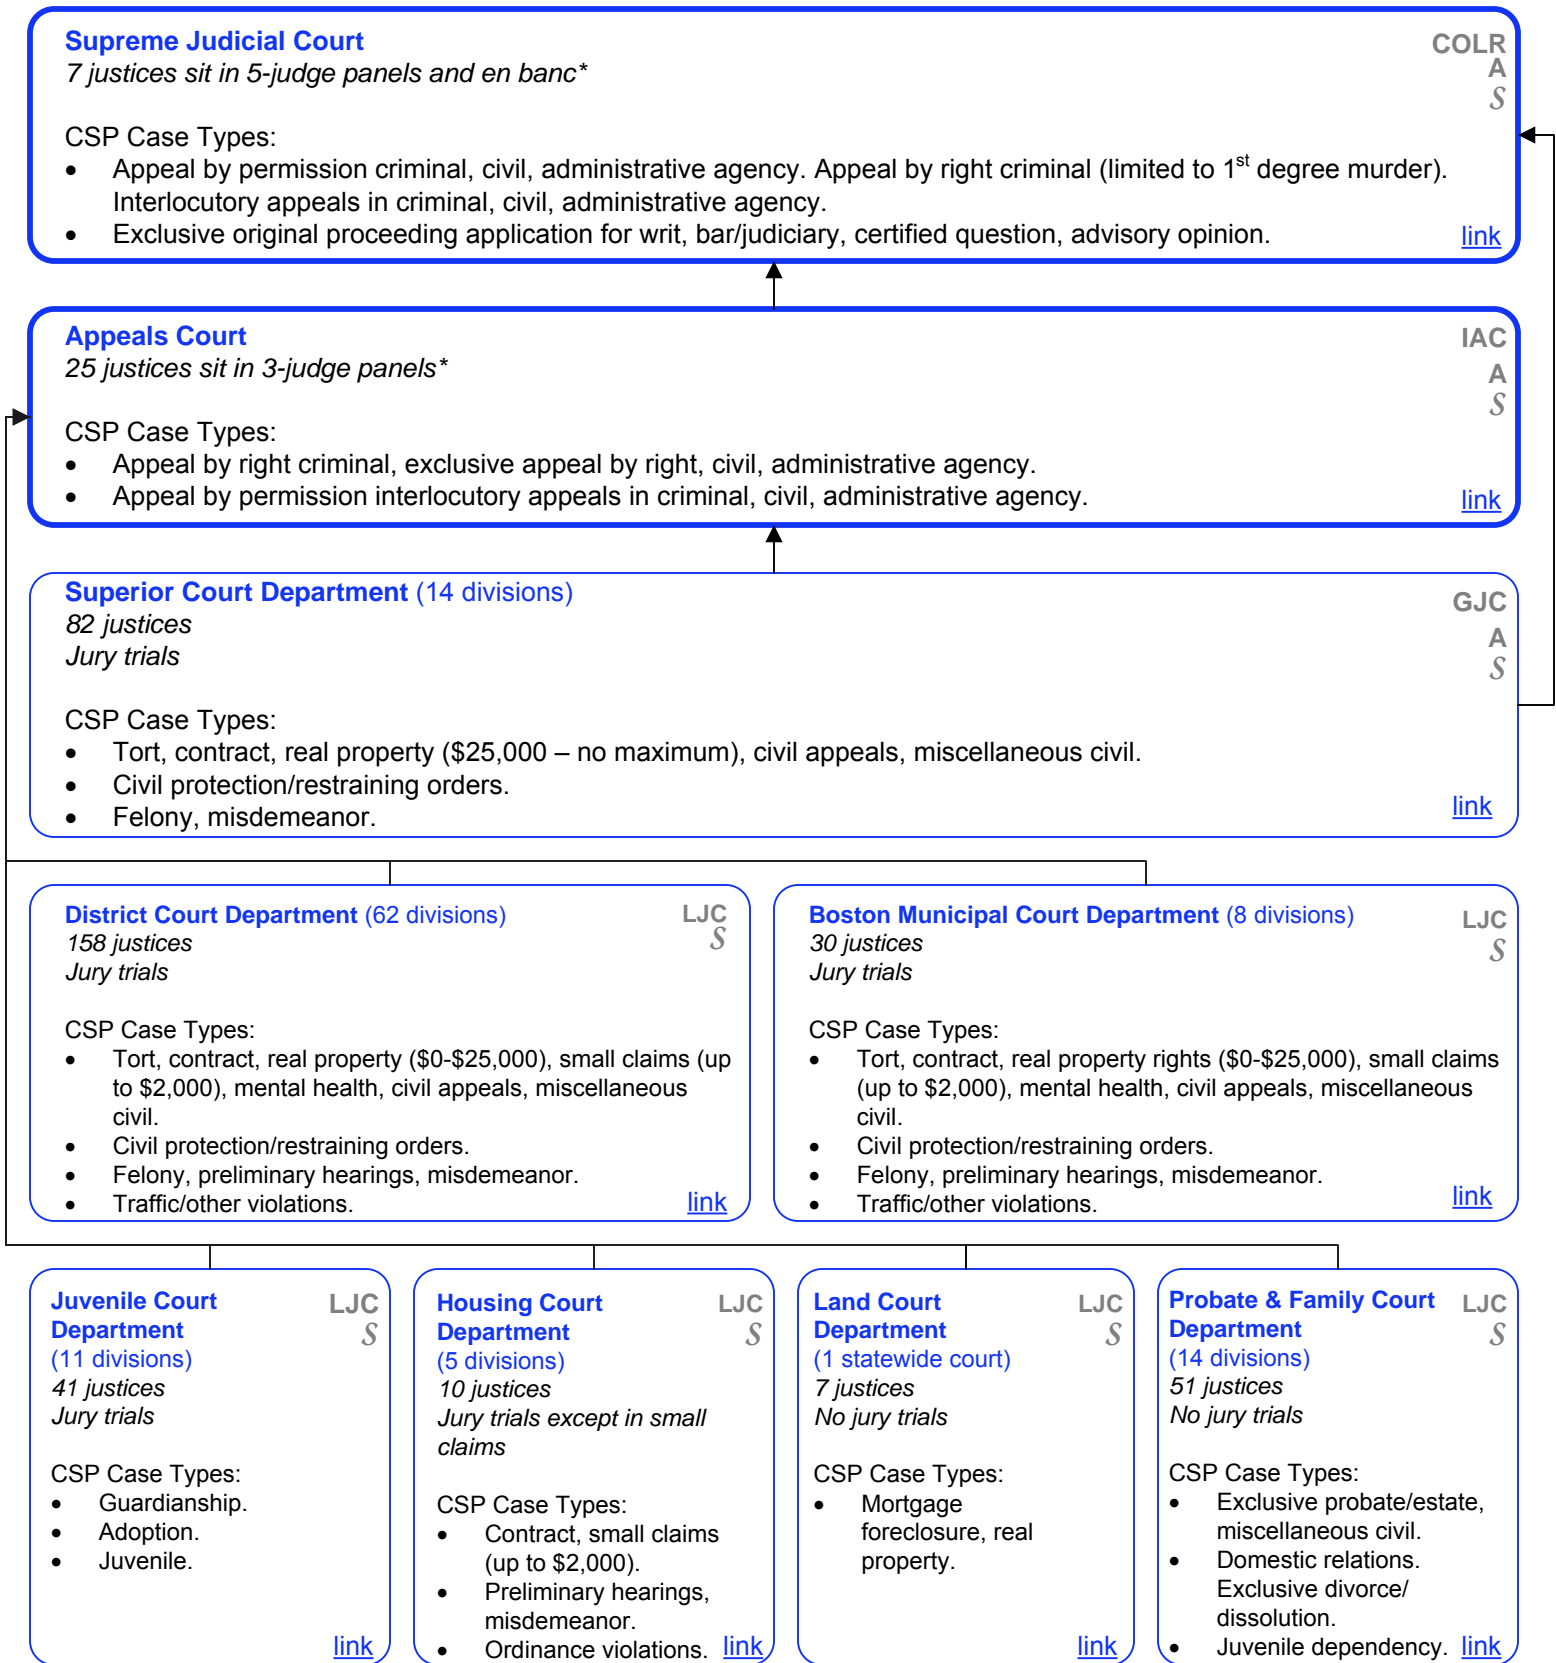 Supreme Judicial Court
COLR
7 justices sit in 5-judge panels and en banc*
A
S
CSP Case Types:
• Appeal by permission criminal, civil, administrative agency. Appeal by right criminal (limited to 1st degree murder).
Interlocutory appeals in criminal, civil, administrative agency.
• Exclusive original proceeding application for writ, bar/judiciary, certified question, advisory opinion.
link
Appeals Court
IAC
25 justices sit in 3-judge panels*
A
S
CSP Case Types:
• Appeal by right criminal, exclusive appeal by right, civil, administrative agency.
• Appeal by permission interlocutory appeals in criminal, civil, administrative agency.
link
Superior Court Department (14 divisions)
GJC
82 justices
A
Jury trials
S
CSP Case Types:
• Tort, contract, real property ($25,000 – no maximum), civil appeals, miscellaneous civil.
• Civil protection/restraining orders.
• Felony, misdemeanor.
link
District Court Department (62 divisions)
LJC
158 justices
S
Jury trials
CSP Case Types:
• Tort, contract, real property ($0-$25,000), small claims (up
to $2,000), mental health, civil appeals, miscellaneous
civil.
• Civil protection/restraining orders.
• Felony, preliminary hearings, misdemeanor.
• Traffic/other violations.
link
Boston Municipal Court Department (8 divisions)
LJC
30 justices
S
Jury trials
CSP Case Types:
• Tort, contract, real property rights ($0-$25,000), small claims
(up to $2,000), mental health, civil appeals, miscellaneous
civil.
• Civil protection/restraining orders.
• Felony, preliminary hearings, misdemeanor.
• Traffic/other violations.
link
Juvenile Court
LJC
Department
S
(11 divisions)
41 justices
Jury trials
CSP Case Types:
• Guardianship.
• Adoption.
• Juvenile.
link
Housing Court
LJC
Department
S
(5 divisions)
10 justices
Jury trials except in small
claims
CSP Case Types:
• Contract, small claims
(up to $2,000).
• Preliminary hearings,
misdemeanor.
• Ordinance violations.
link
Land Court
LJC
Department
S
(1 statewide court)
7 justices
No jury trials
CSP Case Types:
• Mortgage
foreclosure, real
property.
link
Probate & Family Court
LJC
Department
S
(14 divisions)
51 justices
No jury trials
CSP Case Types:
• Exclusive probate/estate,
miscellaneous civil.
• Domestic relations.
Exclusive divorce/
dissolution.
• Juvenile dependency.
link